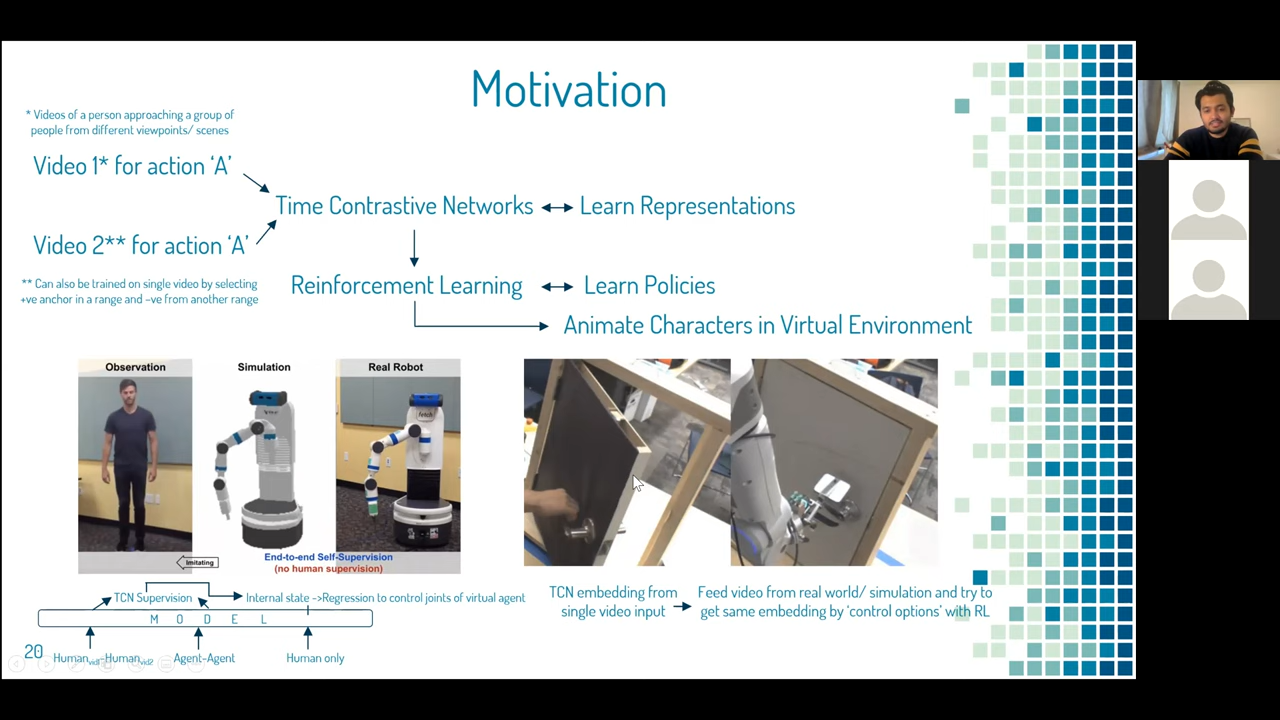 Motivation
* Videos of a person approaching a group of
people from different viewpoints/ scenes
Video 1* for action ‘A’
Time Contrastive Networks
Learn Representations
Video 2** for action ‘A’
** Can also be trained on single video by selecting
+ve anchor in a range and –ve from another range
Reinforcement Learning
Learn Policies
Animate Characters in Virtual Environment
Observation
Simulation
Real Robot
fetch
Imitating
End-to-end Self-Supervision
(no human supervision)
TCN Supervision
Internal state ->Regression to control joints of virtual agent
M O D E L
Human vid1-Human vid2
Agent-Agent
Human only
TCN embedding from
single video input
Feed video from real world/ simulation and try to
get same embedding by ‘control options’ with RL
20